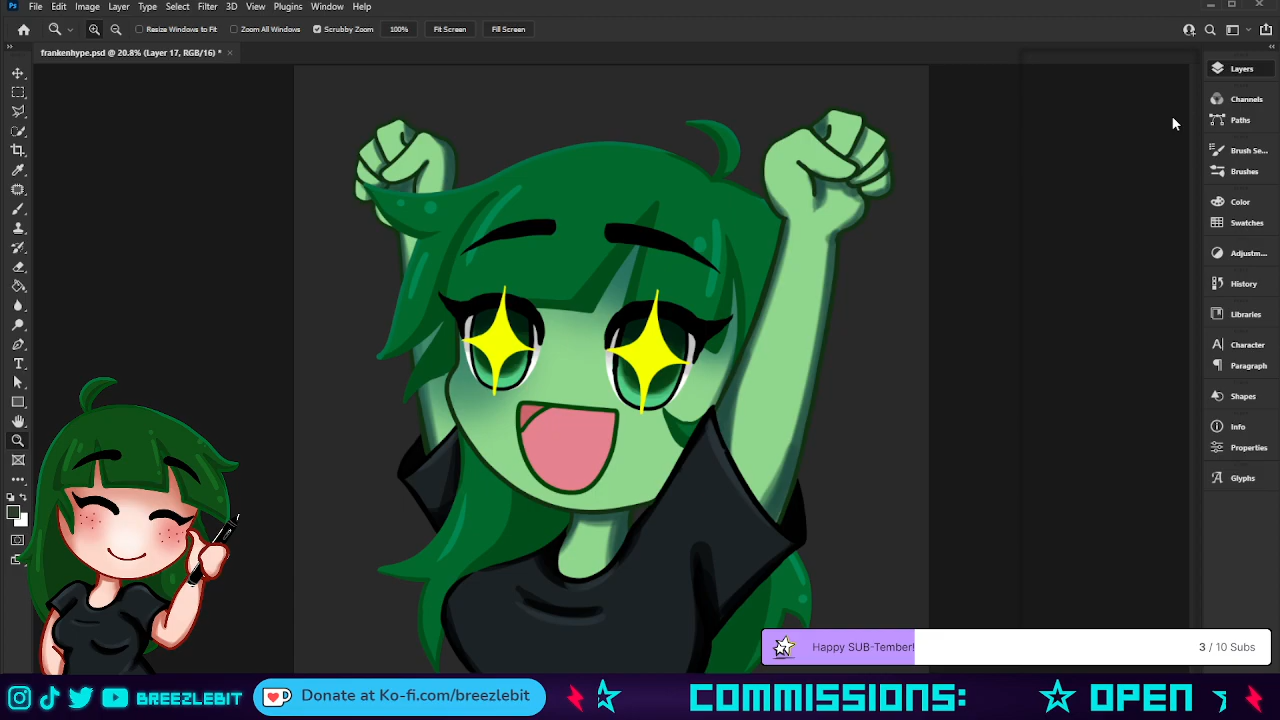 Ps File Edit Image Layer Type Select Filter 3D View Plugins Window Help
Resize Windows to Fit Zoom All Windows Scrubby Zoom 100% Fit Screen Fill Screen
frankenhype.psd @ 20.8% (Layer 17, RGB/16) * ×
Layers
Channels
Paths
Brush Se...
Brushes
Color
Swatches
Adjustm...
History
Libraries
Character
Paragraph
Shapes
Info
Properties
Glyphs
Happy SUB-Tember! 3 / 10 Subs
BREEZLEBIT Donate at Ko-fi.com/breezlebit COMMISSIONS: OPEN